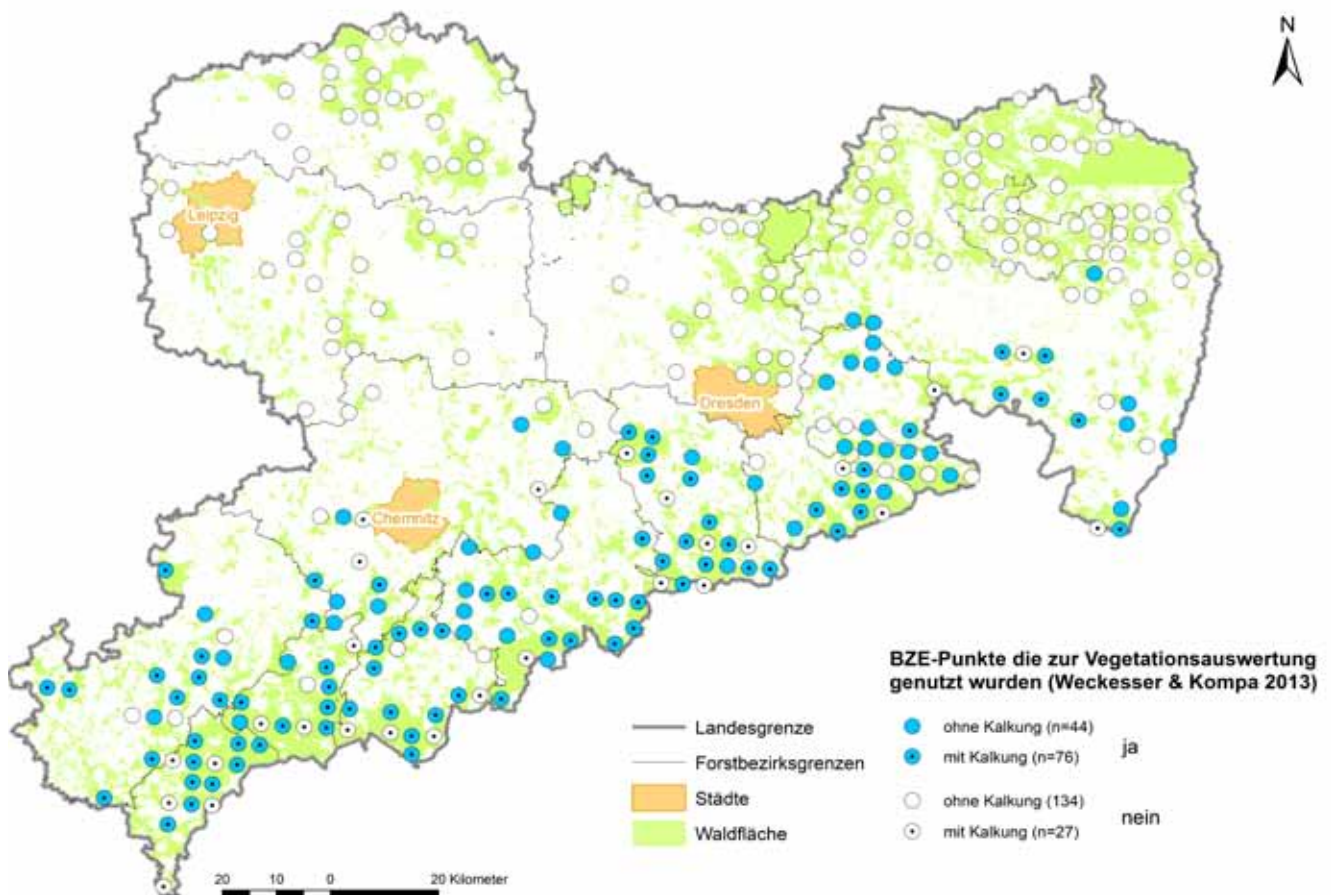 N
Leipzig
Dresden
Chemnitz
BZE-Punkte die zur Vegetationsauswertung
genutzt wurden (Weckesser & Kompa 2013)
Landesgrenze
Forstbezirksgrenzen
Städte
Waldfläche
ohne Kalkung (n=44)
mit Kalkung (n=76)
ja
ohne Kalkung (134)
mit Kalkung (n=27)
nein
20 10 0 20 Kilometer